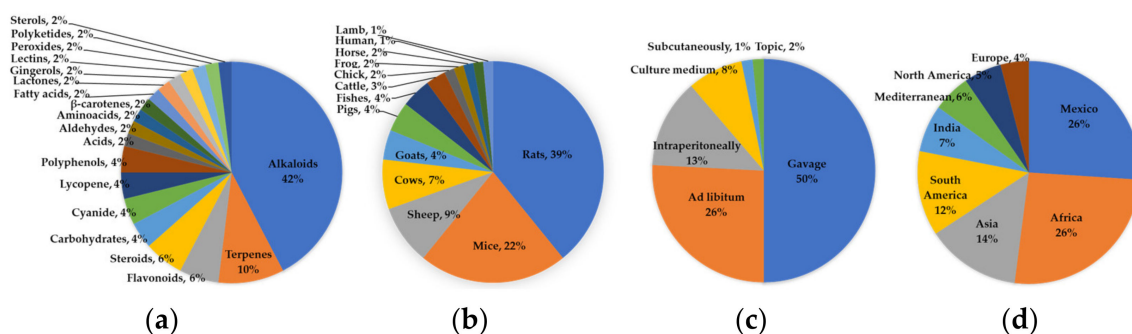 Sterols, 2%
Polyketides, 2%
Peroxides, 2%
Lectins, 2%
Gingerols, 2%
Lactones, 2%
Fatty acids, 2%
β-carotenes, 2%
Aminoacids, 2%
Aldehydes, 2%
Acids, 2%
Polyphenols, 4%
Lycopene, 4%
Cyanide, 4%
Carbohydrates, 4%
Steroids, 6%
Flavonoids, 6%
Terpenes
10%
Alkaloids
42%
(a)
Lamb, 1%
Human, 1%
Horse, 2%
Frog, 2%
Chick, 2%
Cattle, 3%
Fishes, 4%
Pigs, 4%
Goats, 4%
Cows, 7%
Sheep, 9%
Mice, 22%
Rats, 39%
(b)
Subcutaneously, 1%
Topic, 2%
Culture medium, 8%
Intraperitoneally
13%
Ad libitum
26%
Gavage
50%
(c)
Europe, 4%
North America, 5%
Mediterranean, 6%
India
7%
South
America
12%
Asia
14%
Africa
26%
Mexico
26%
(d)